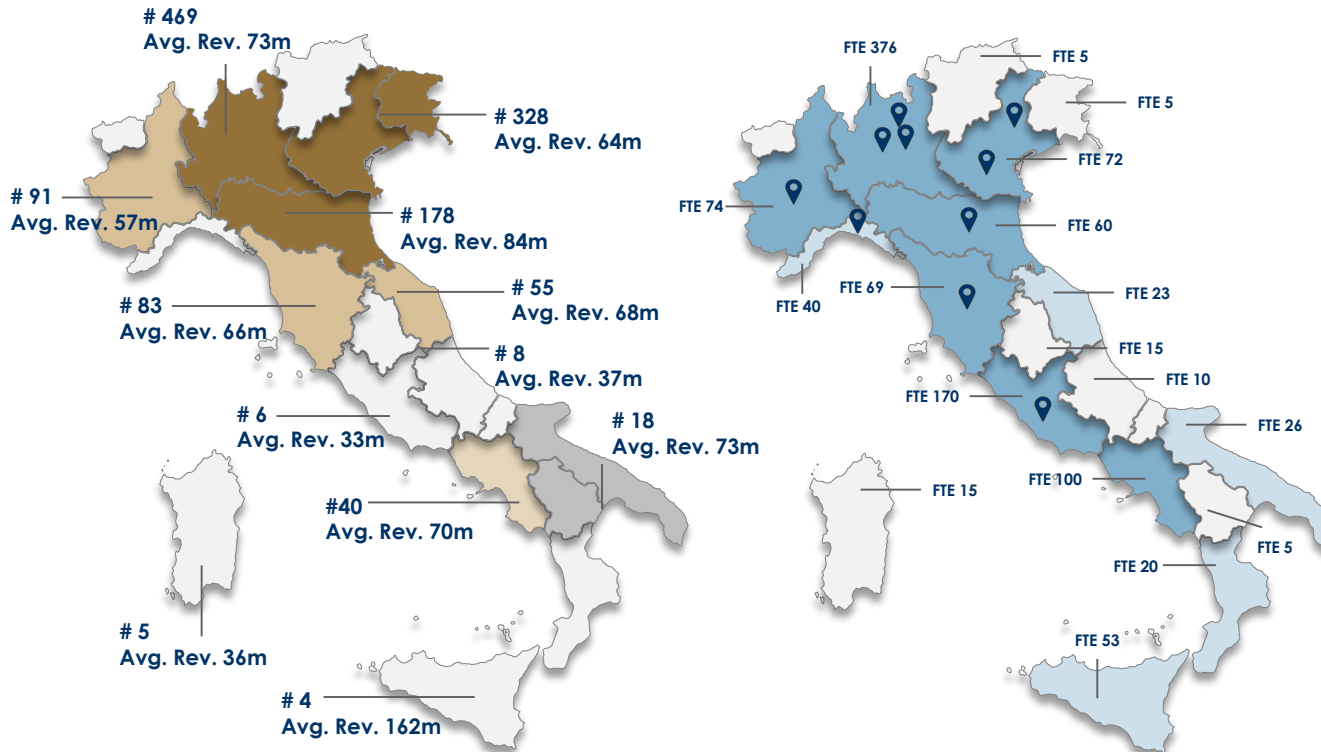 # 469
Avg. Rev. 73m
# 328
Avg. Rev. 64m
# 91
Avg. Rev. 57m
# 178
Avg. Rev. 84m
# 83
Avg. Rev. 66m
# 55
Avg. Rev. 68m
# 8
Avg. Rev. 37m
# 6
Avg. Rev. 33m
# 18
Avg. Rev. 73m
#40
Avg. Rev. 70m
# 5
Avg. Rev. 36m
# 4
Avg. Rev. 162m
FTE 376
FTE 5
FTE 5
FTE 72
FTE 74
FTE 60
FTE 40
FTE 69
FTE 23
FTE 15
FTE 10
FTE 170
FTE 26
FTE 100
FTE 15
FTE 5
FTE 20
FTE 53